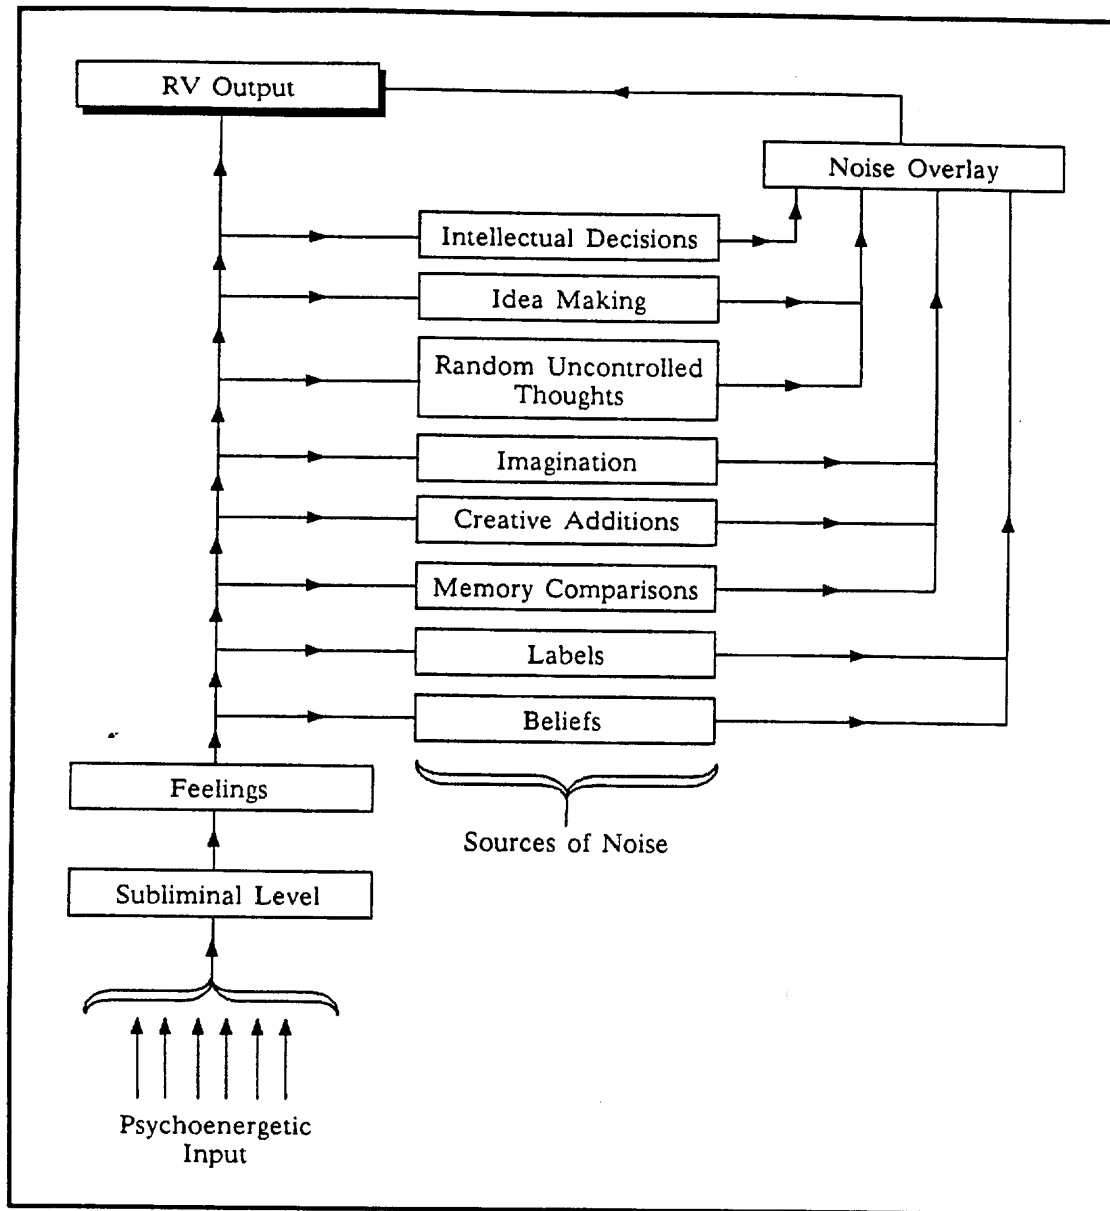 RV Output
Noise Overlay
Intellectual Decisions
Idea Making
Random Uncontrolled
Thoughts
Imagination
Creative Additions
Memory Comparisons
Labels
Beliefs
Feelings
Sources of Noise
Subliminal Level
Psychoenergetic
Input